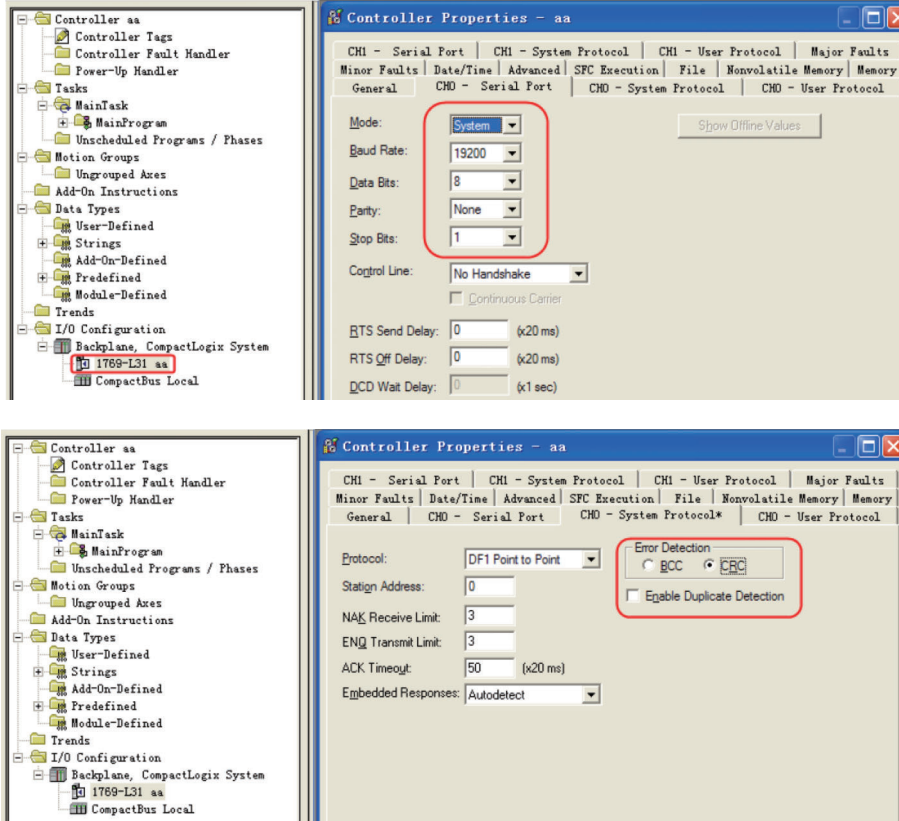 Controller aa
Controller Tags
Controller Fault Handler
Power-Up Handler
Tasks
MainTask
MainProgram
Unscheduled Programs / Phases
Motion Groups
Ungrouped Axes
Add-On Instructions
Data Types
User-Defined
Strings
Add-On-Defined
Predefined
Module-Defined
Trends
I/O Configuration
Backplane, CompactLogix System
1769-L31 aa
CompactBus Local
Controller Properties - aa
CH1 - Serial Port CH1 - System Protocol CH1 - User Protocol Major Faults
Minor Faults Date/Time Advanced SFC Execution File Nonvolatile Memory Memory
General CH0 - Serial Port CH0 - System Protocol CH0 - User Protocol
Mode: System Show Offline Values
Baud Rate: 19200
Data Bits: 8
Parity: None
Stop Bits: 1
Control Line: No Handshake
Continuous Carrier
RTS Send Delay: 0 (x20 ms)
RTS Off Delay: 0 (x20 ms)
DCD Wait Delay: 0 (x1 sec)
Controller aa
Controller Tags
Controller Fault Handler
Power-Up Handler
Tasks
MainTask
MainProgram
Unscheduled Programs / Phases
Motion Groups
Ungrouped Axes
Add-On Instructions
Data Types
User-Defined
Strings
Add-On-Defined
Predefined
Module-Defined
Trends
I/O Configuration
Backplane, CompactLogix System
1769-L31 aa
CompactBus Local
Controller Properties - aa
CH1 - Serial Port CH1 - System Protocol CH1 - User Protocol Major Faults
Minor Faults Date/Time Advanced SFC Execution File Nonvolatile Memory Memory
General CH0 - Serial Port CH0 - System Protocol* CH0 - User Protocol
Protocol: DF1 Point to Point Error Detection
BCC CRC
Station Address: 0 Enable Duplicate Detection
NAK Receive Limit: 3
ENQ Transmit Limit: 3
ACK Timeout: 50 (x20 ms)
Embedded Responses: Autodetect